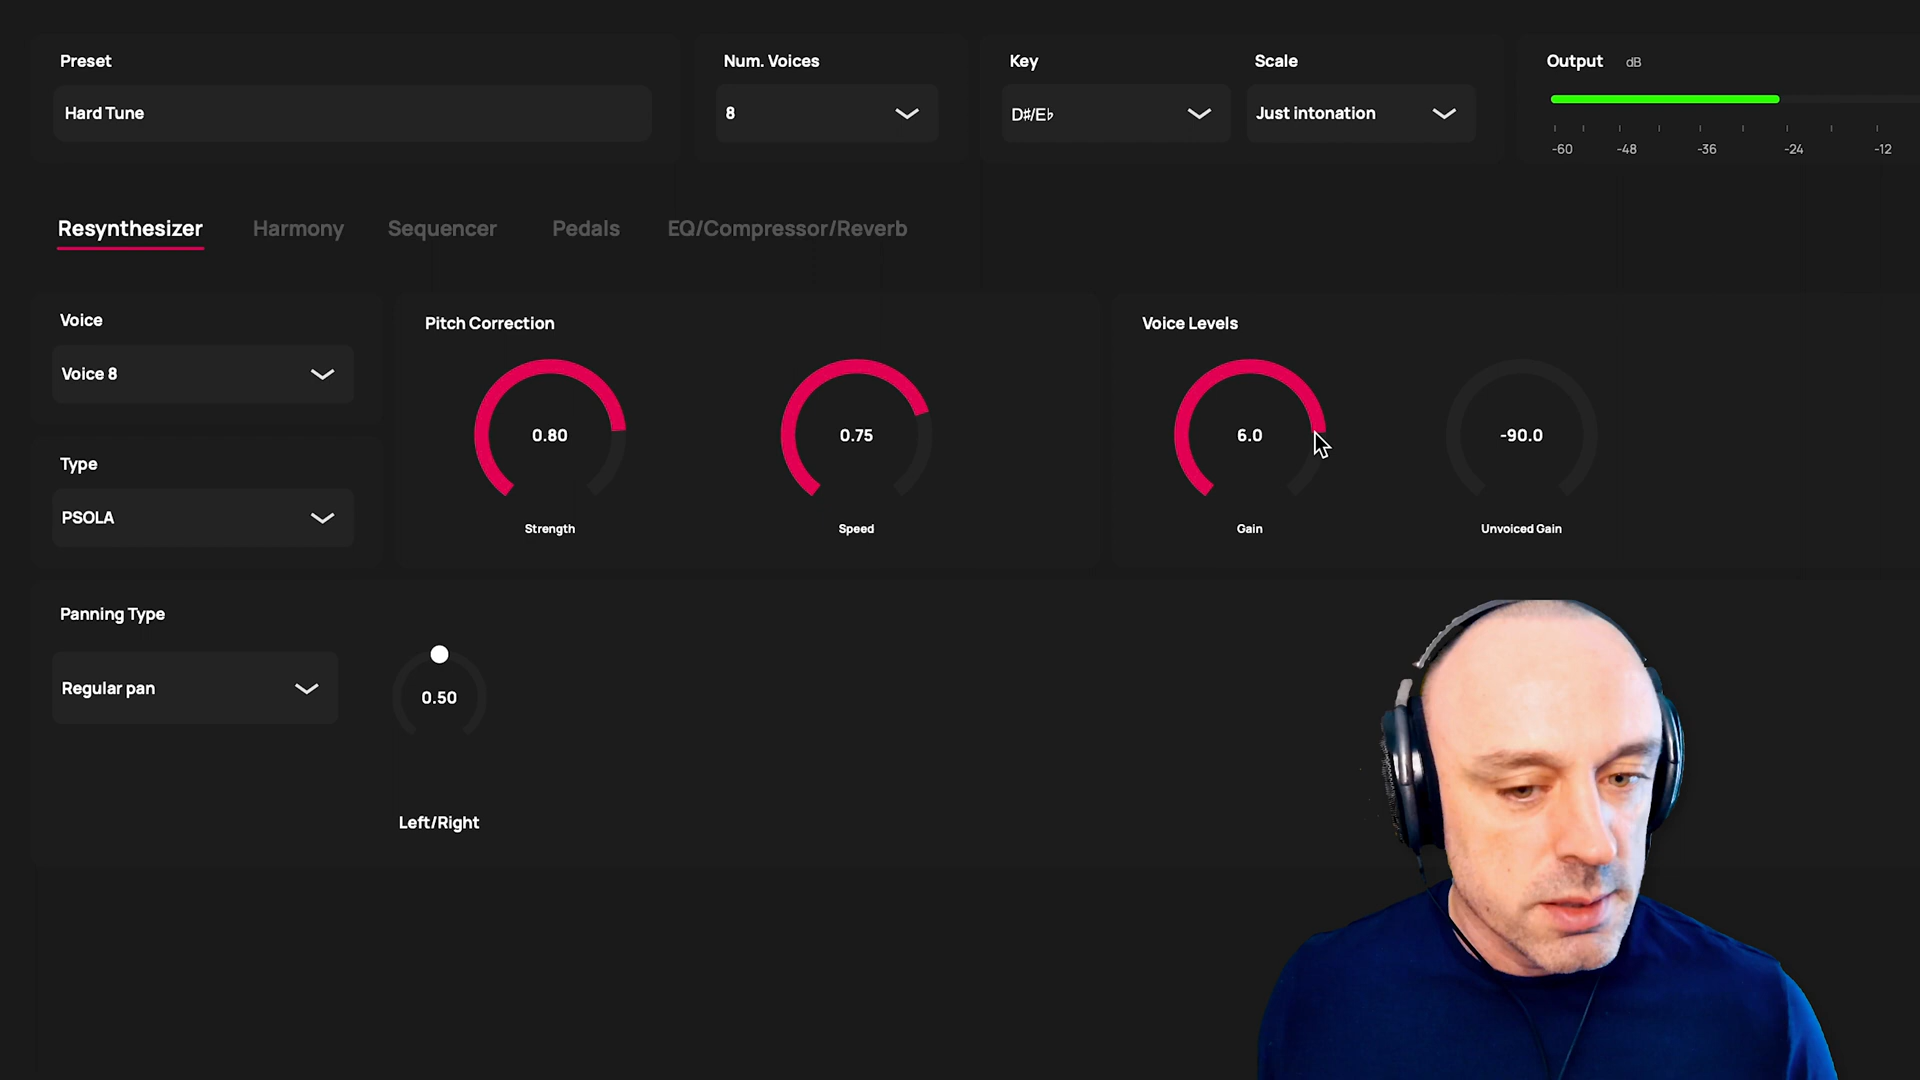 Preset
Num. Voices
Key
Scale
Output dB
Hard Tune
8
D♯/E♭
Just intonation
-60 -48 -36 -24 -12
Resynthesizer Harmony Sequencer Pedals EQ/Compressor/Reverb
Voice
Voice 8
Type
PSOLA
Pitch Correction
0.80 0.75
Strength Speed
Voice Levels
6.0 -90.0
Gain Unvoiced Gain
Panning Type
Regular pan
0.50
Left/Right